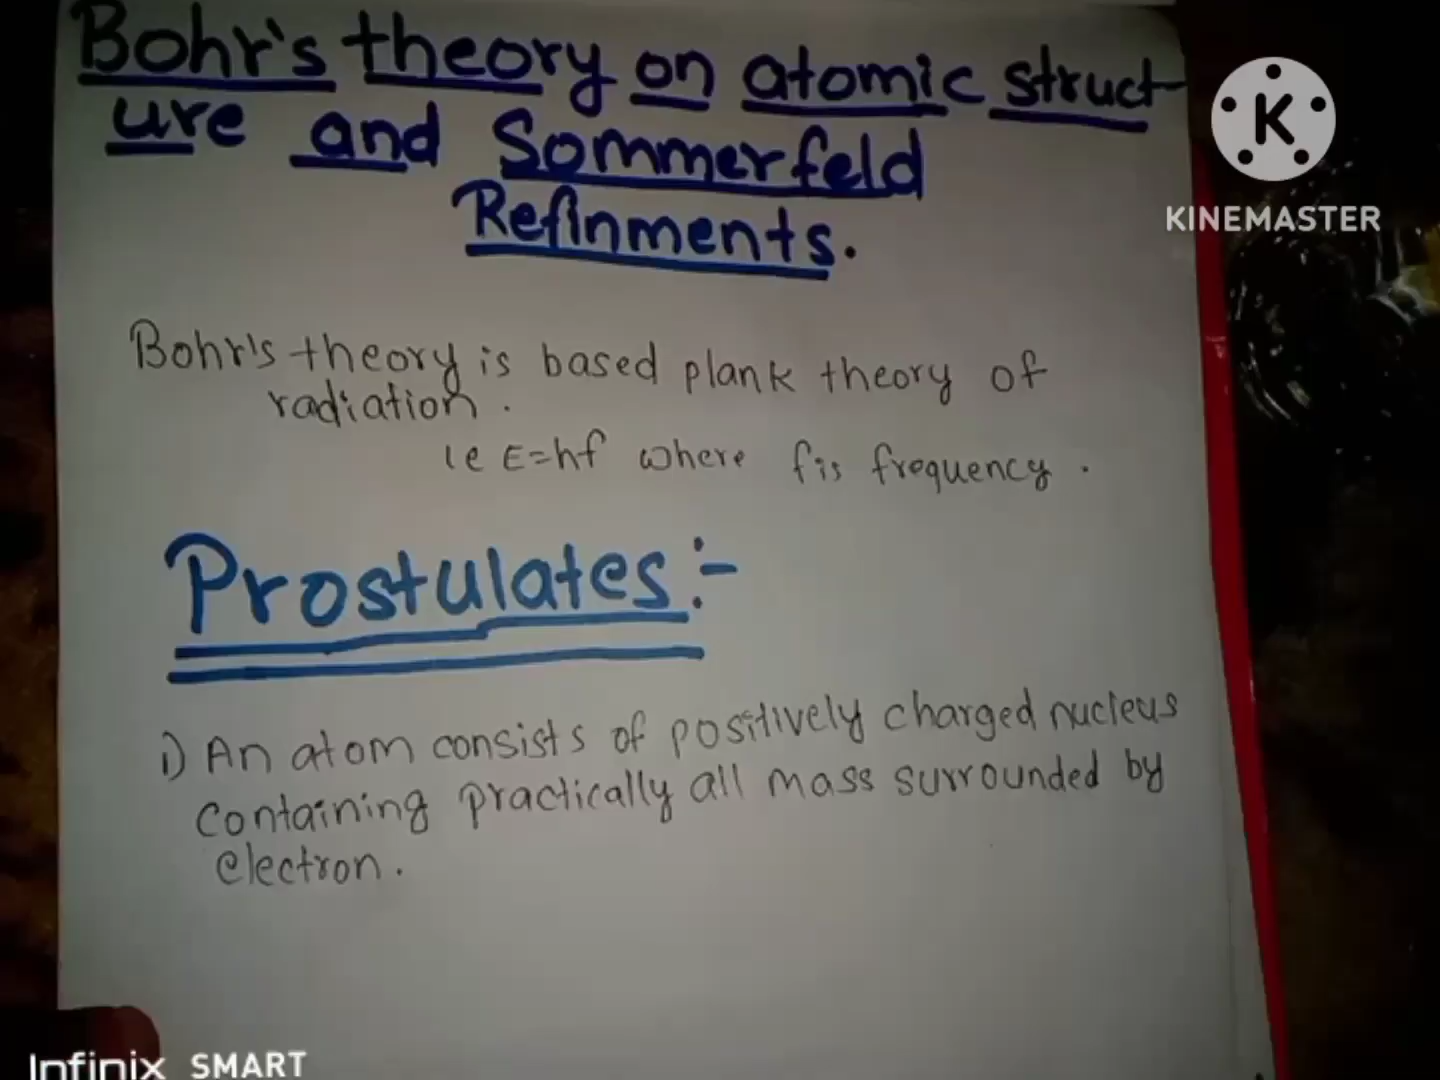 Bohr's theory on atomic struct-
ure and Sommerfeld
Refinments.
K
KINEMASTER
Bohr's theory is based plank theory of
radiation.
ie E=hf where f is frequency.
Prostulates:-
i) An atom consists of positively charged nucleus
containing practically all mass surrounded by
electron.
Infinix SMART